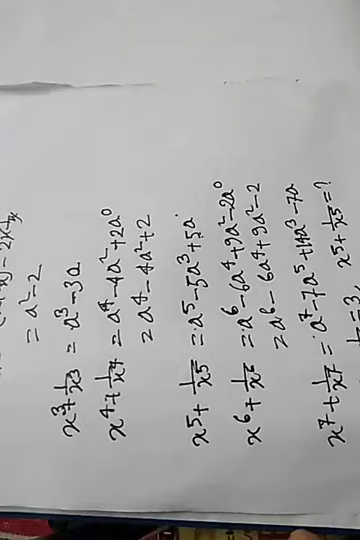 = a² - 2
x³ + 1/x³ = a³ - 3a
x⁴ + 1/x⁴ = a⁴ - 4a² + 2a⁰
= a⁴ - 4a² + 2
x⁵ + 1/x⁵ = a⁵ - 5a³ + 5a.
x⁶ + 1/x⁶ = a⁶ - 6a⁴ + 9a² - 2a⁰
= a⁶ - 6a⁴ + 9a² - 2
x⁷ + 1/x⁷ = a⁷ - 7a⁵ + 14a³ - 7a
= 3, x⁵ + 1/x⁵ = ?